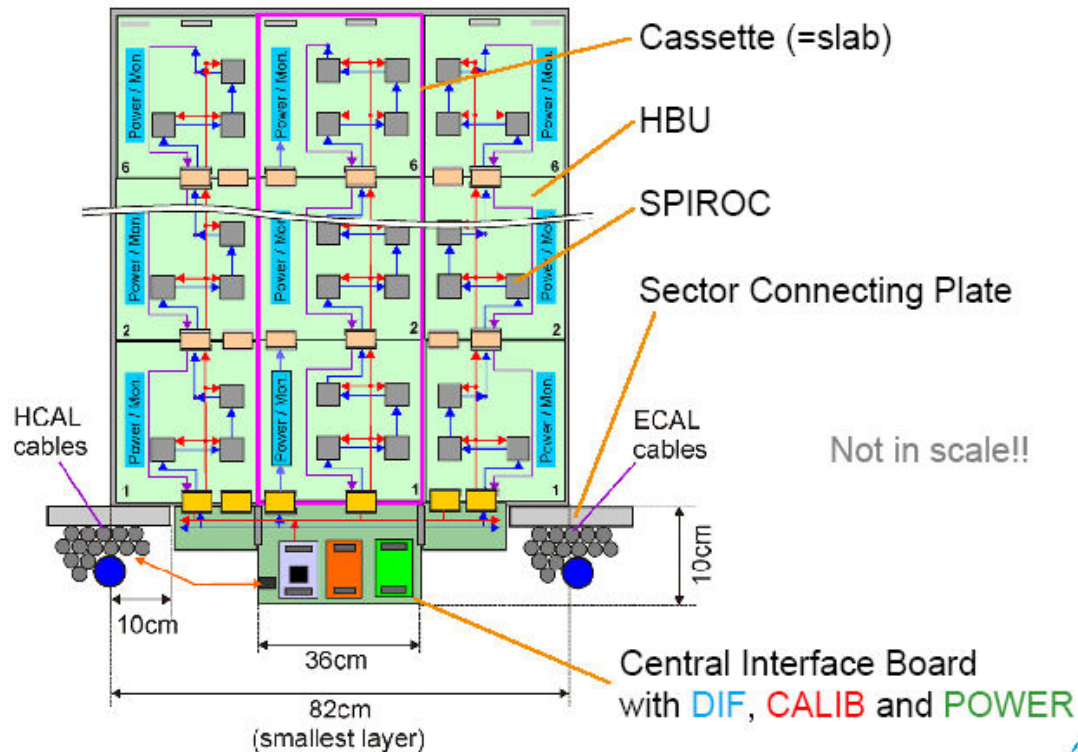 Cassette (=slab)
HBU
SPIROC
Sector Connecting Plate
Not in scale!!
Central Interface Board
with DIF, CALIB and POWER
Power / Mon.
Power / Mon.
Power / Mon.
6
6
6
Power / Mon.
Power / Mon.
Power / Mon.
2
2
2
Power / Mon.
Power / Mon.
Power / Mon.
1
1
1
HCAL
cables
ECAL
cables
10cm
10cm
36cm
82cm
(smallest layer)